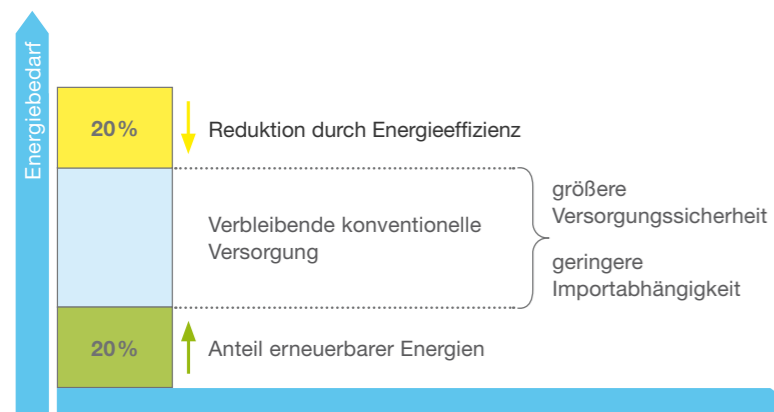 Energiebedarf
20%
Reduktion durch Energieeffizienz
Verbleibende konventionelle
Versorgung
größere
Versorgungssicherheit
geringere
Importabhängigkeit
20%
Anteil erneuerbarer Energien